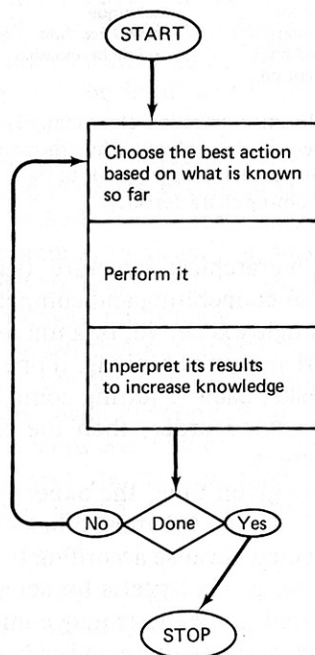 START
Choose the best action
based on what is known
so far
Perform it
Inperpret its results
to increase knowledge
No
Done
Yes
STOP